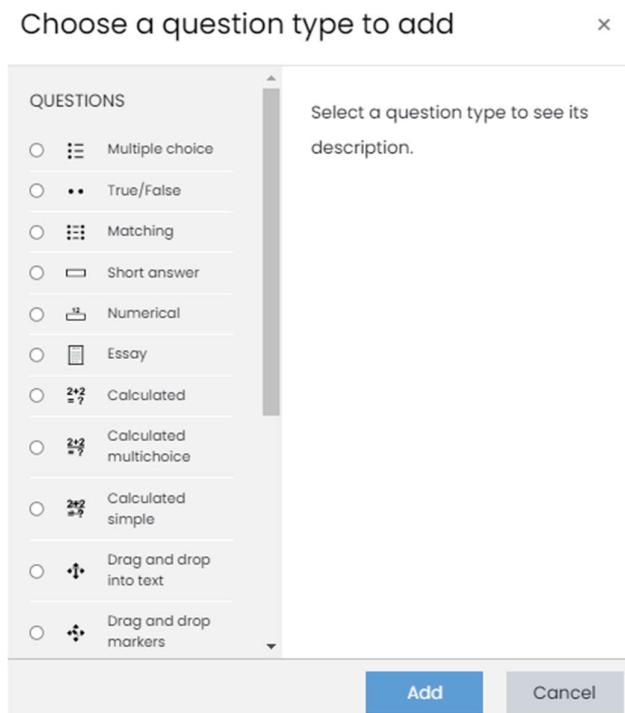 Choose a question type to add
×
QUESTIONS
Multiple choice
True/False
Matching
Short answer
12
Numerical
Essay
2+2
= ?
Calculated
2+2
= ?
Calculated
multichoice
2+2
= ?
Calculated
simple
Drag and drop
into text
Drag and drop
markers
Select a question type to see its
description.
Add
Cancel